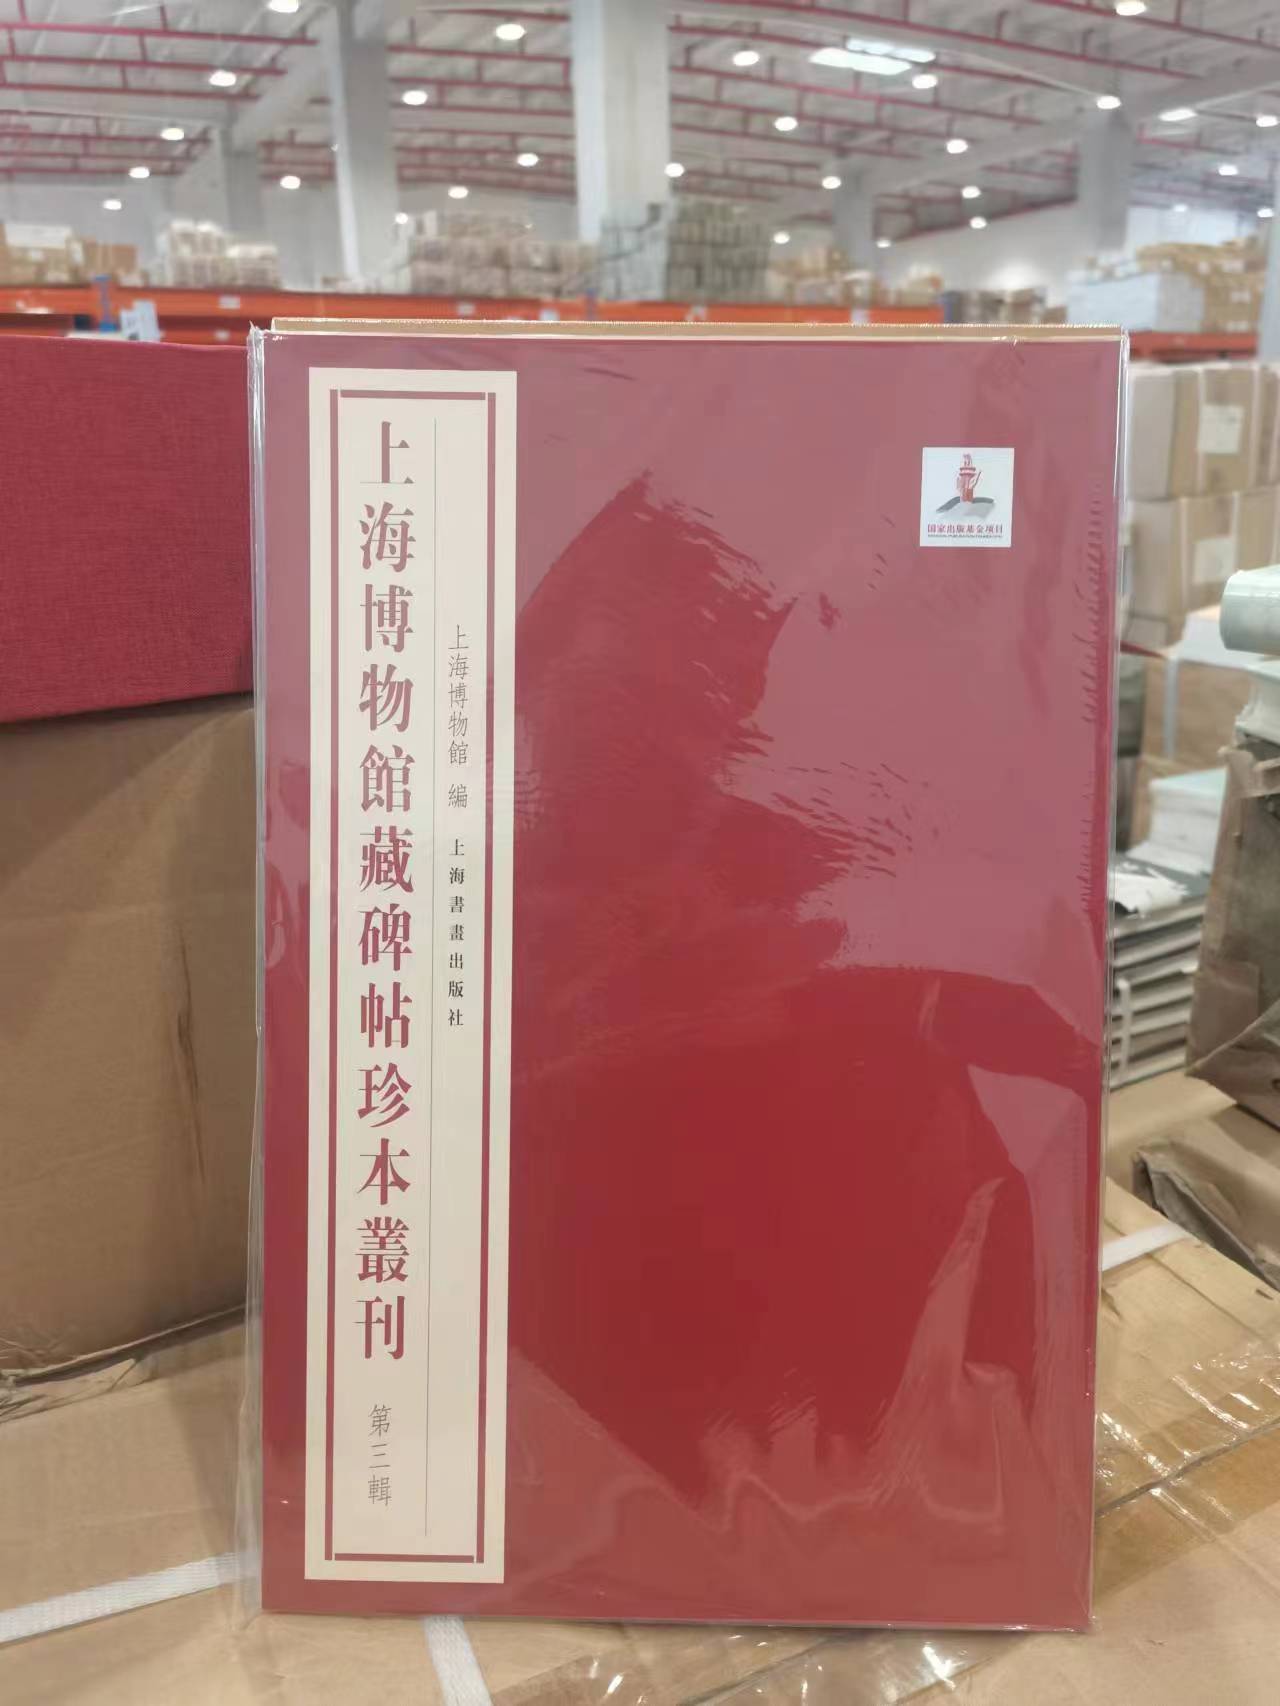 上海博物館藏碑帖珍本叢刊
第三輯
上海博物館 編
上海書畫出版社
国家出版基金项目